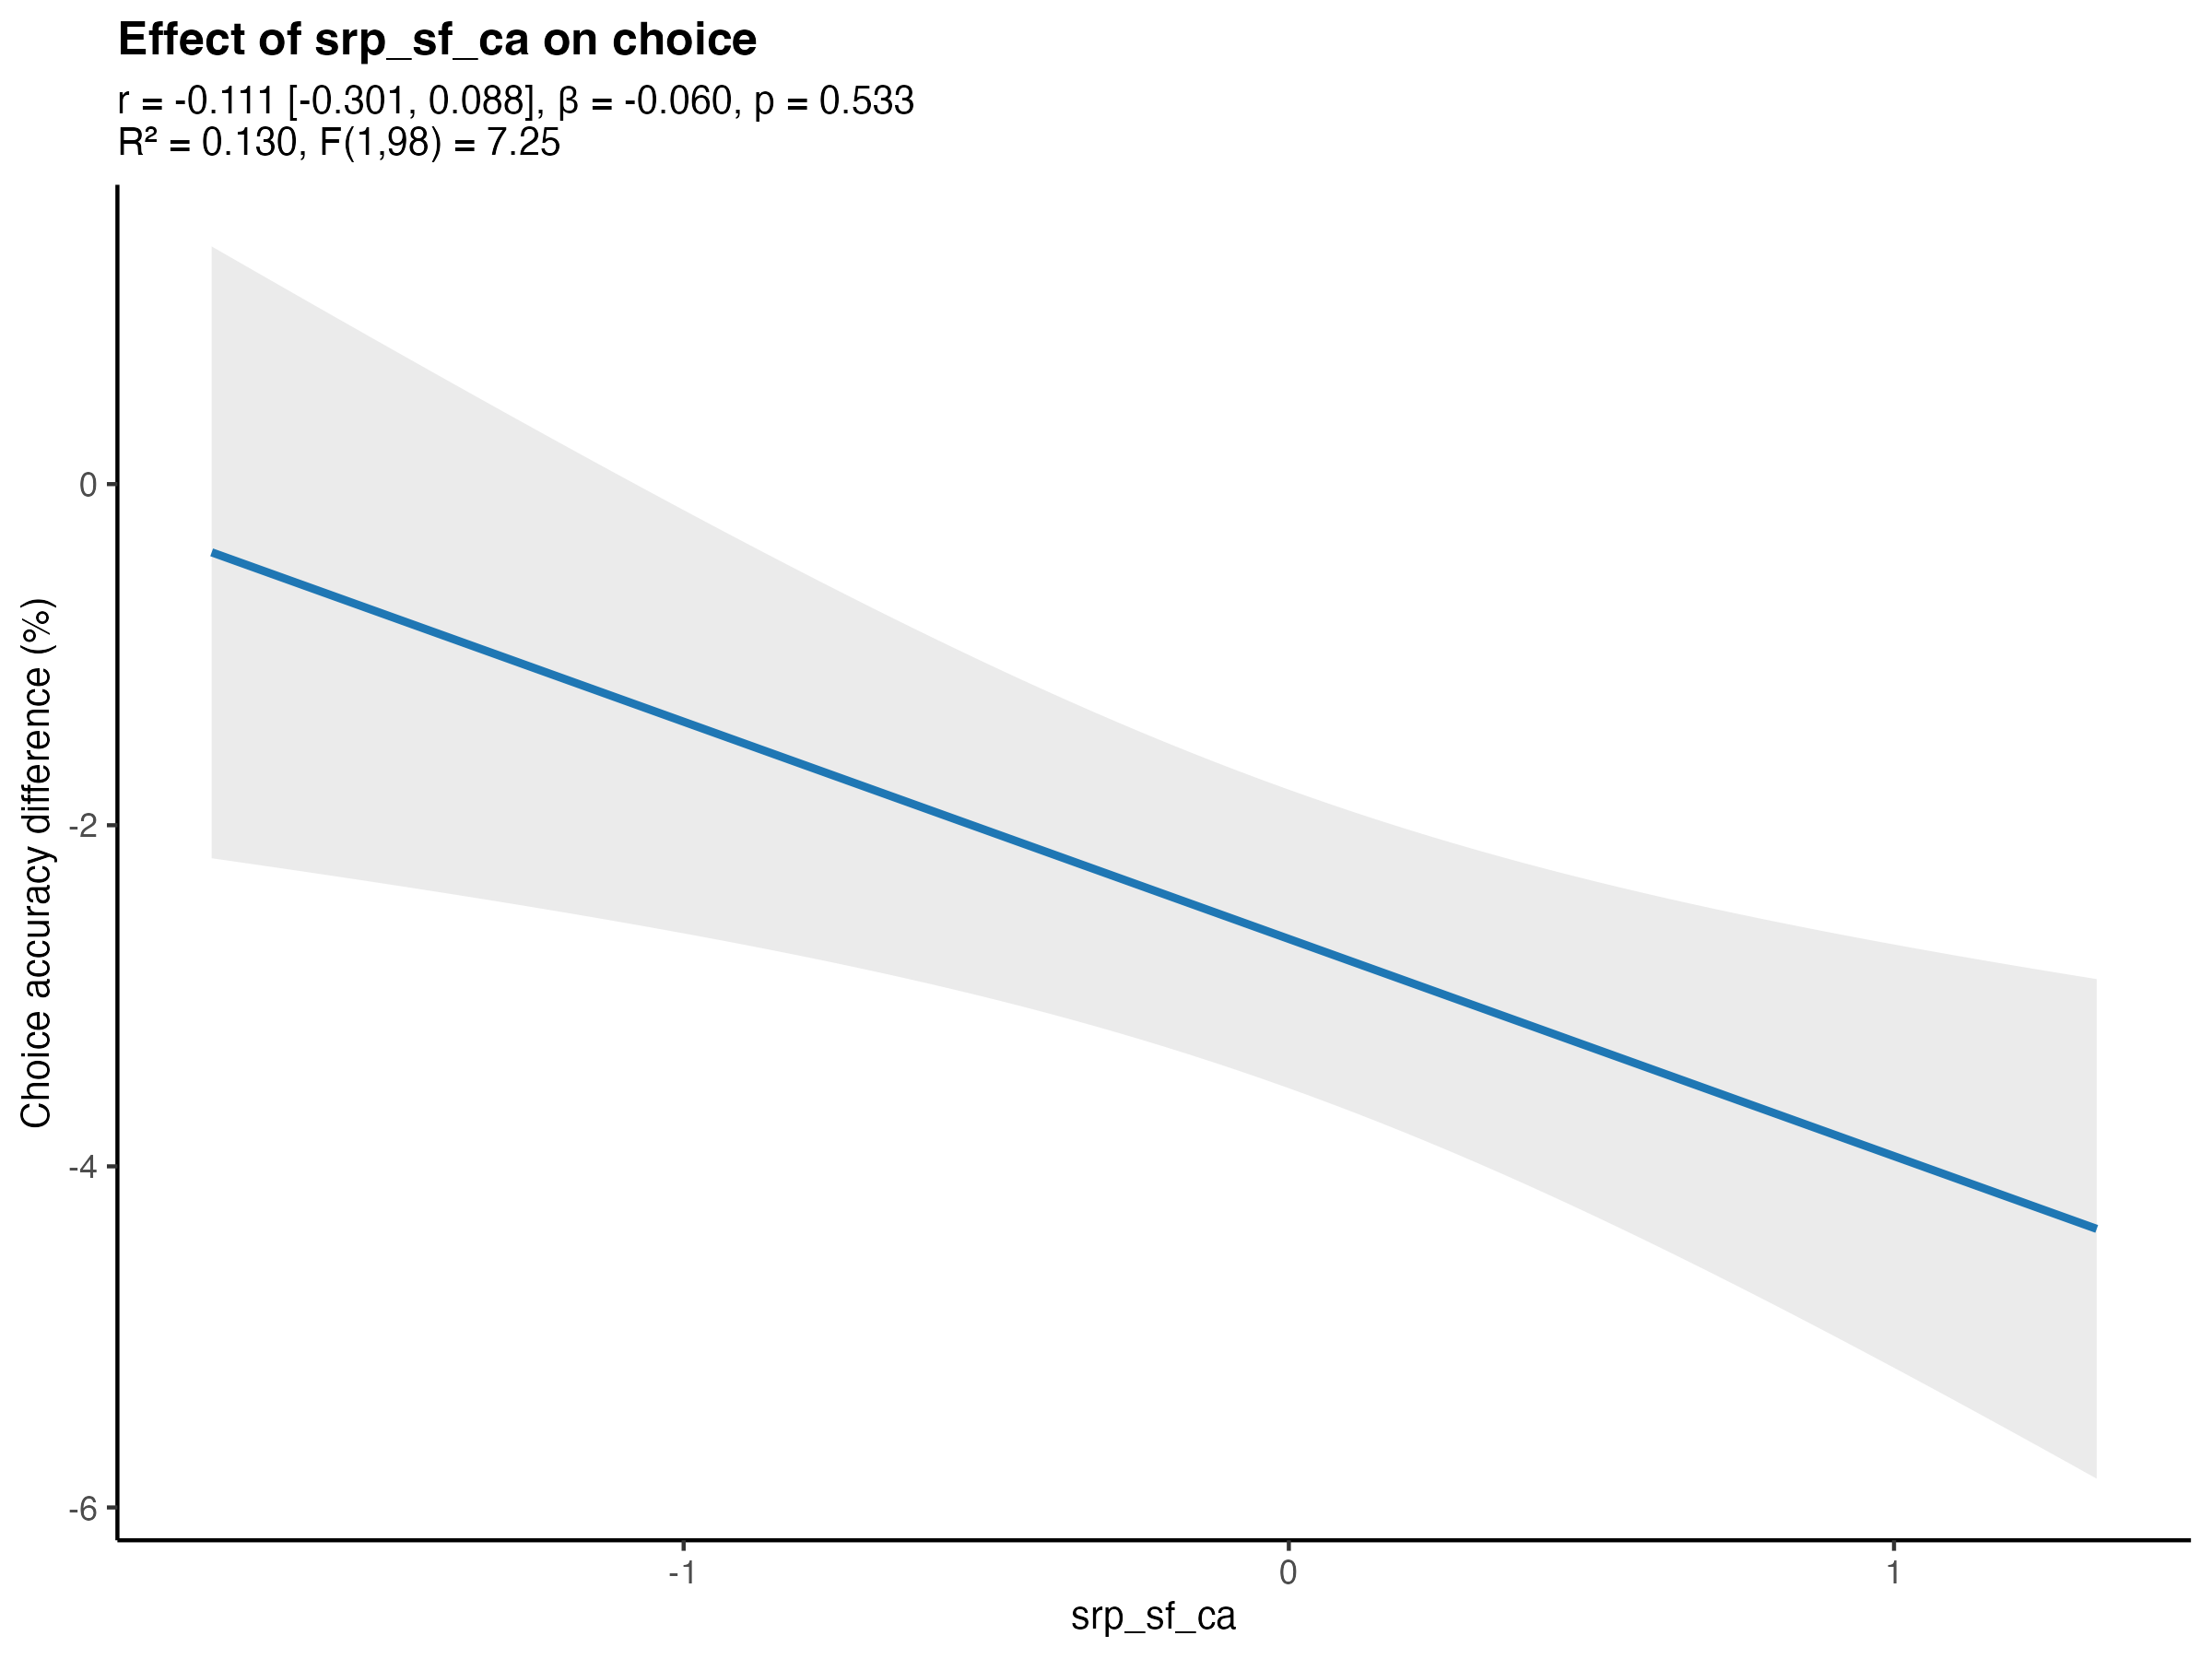 Effect of srp_sf_ca on choice
r = -0.111 [-0.301, 0.088], β = -0.060, p = 0.533
R² = 0.130, F(1,98) = 7.25
Choice accuracy difference (%)
0
-2
-4
-6
-1
0
1
srp_sf_ca